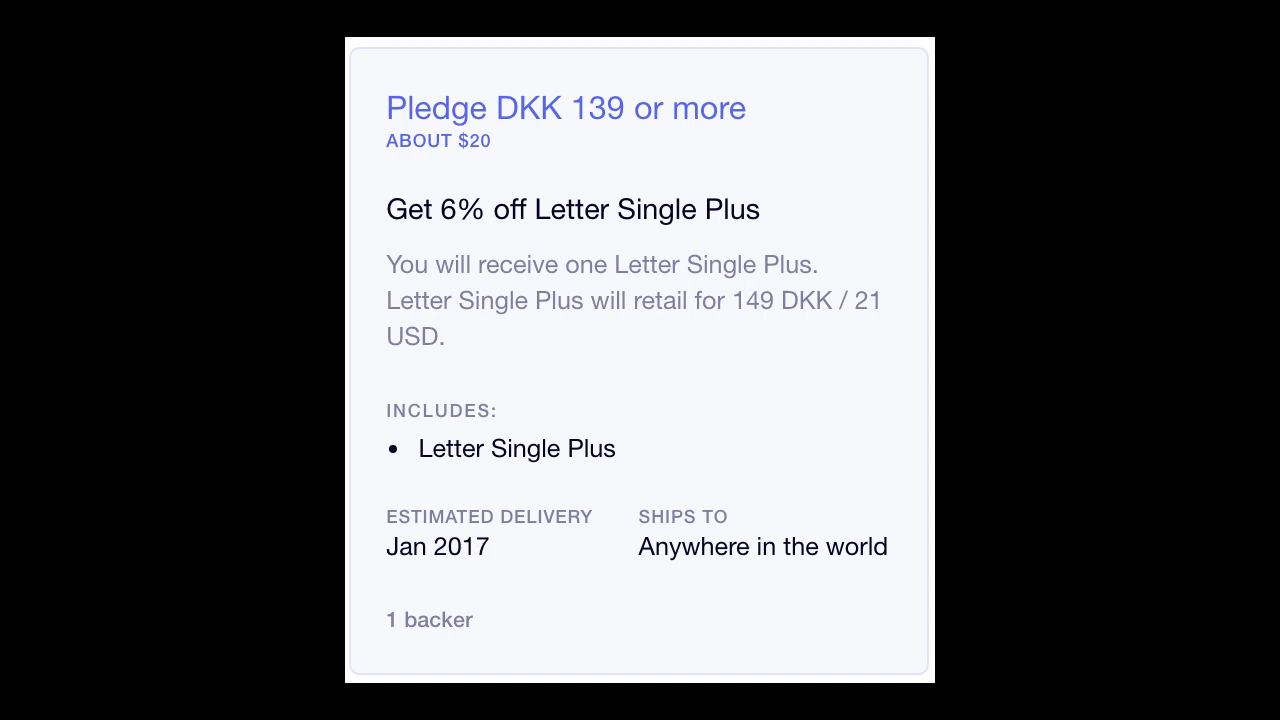 Pledge DKK 139 or more
ABOUT $20
Get 6% off Letter Single Plus
You will receive one Letter Single Plus.
Letter Single Plus will retail for 149 DKK / 21
USD.
INCLUDES:
• Letter Single Plus
ESTIMATED DELIVERY
Jan 2017
SHIPS TO
Anywhere in the world
1 backer